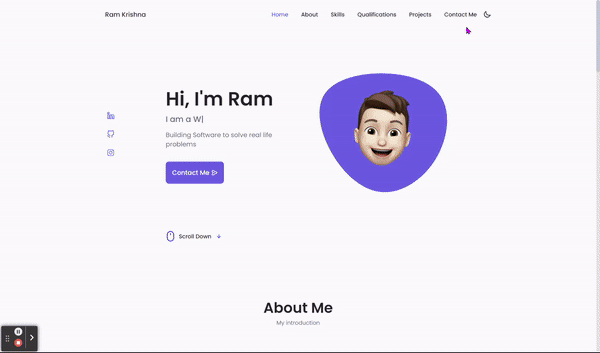 Ram Krishna
Home About Skills Qualifications Projects Contact Me
Hi, I'm Ram
I am a W|
Building Software to solve real life
problems
Contact Me
Scroll Down
About Me
My introduction